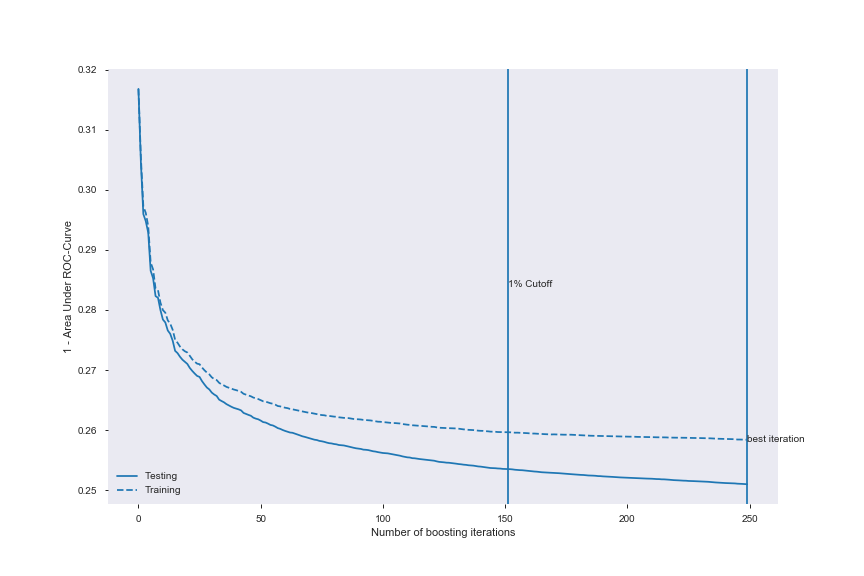 0.32
0.31
0.30
0.29
0.28
0.27
0.26
0.25
1 - Area Under ROC-Curve
1% Cutoff
best iteration
Testing
Training
0 50 100 150 200 250
Number of boosting iterations